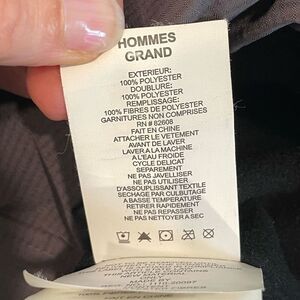 HOMMES
GRAND
EXTERIEUR:
100% POLYESTER
DOUBLURE:
100% POLYESTER
REMPLISSAGE:
100% FIBRES DE POLYESTER
GARNITURES NON COMPRISES
RN # 82608
FAIT EN CHINE
ATTACHER LE VETEMENT
AVANT DE LAVER
LAVER A LA MACHINE
A L'EAU FROIDE
CYCLE DELICAT
SEPAREMENT
NE PAS JAVELLISER
NE PAS UTILISER
D'ASSOUPLISSANT TEXTILE
SECHAGE PAR CULBUTAGE
A BASSE TEMPERATURE
RETIRER RAPIDEMENT
NE PAS REPASSER
NE PAS NETTOYER A SEC